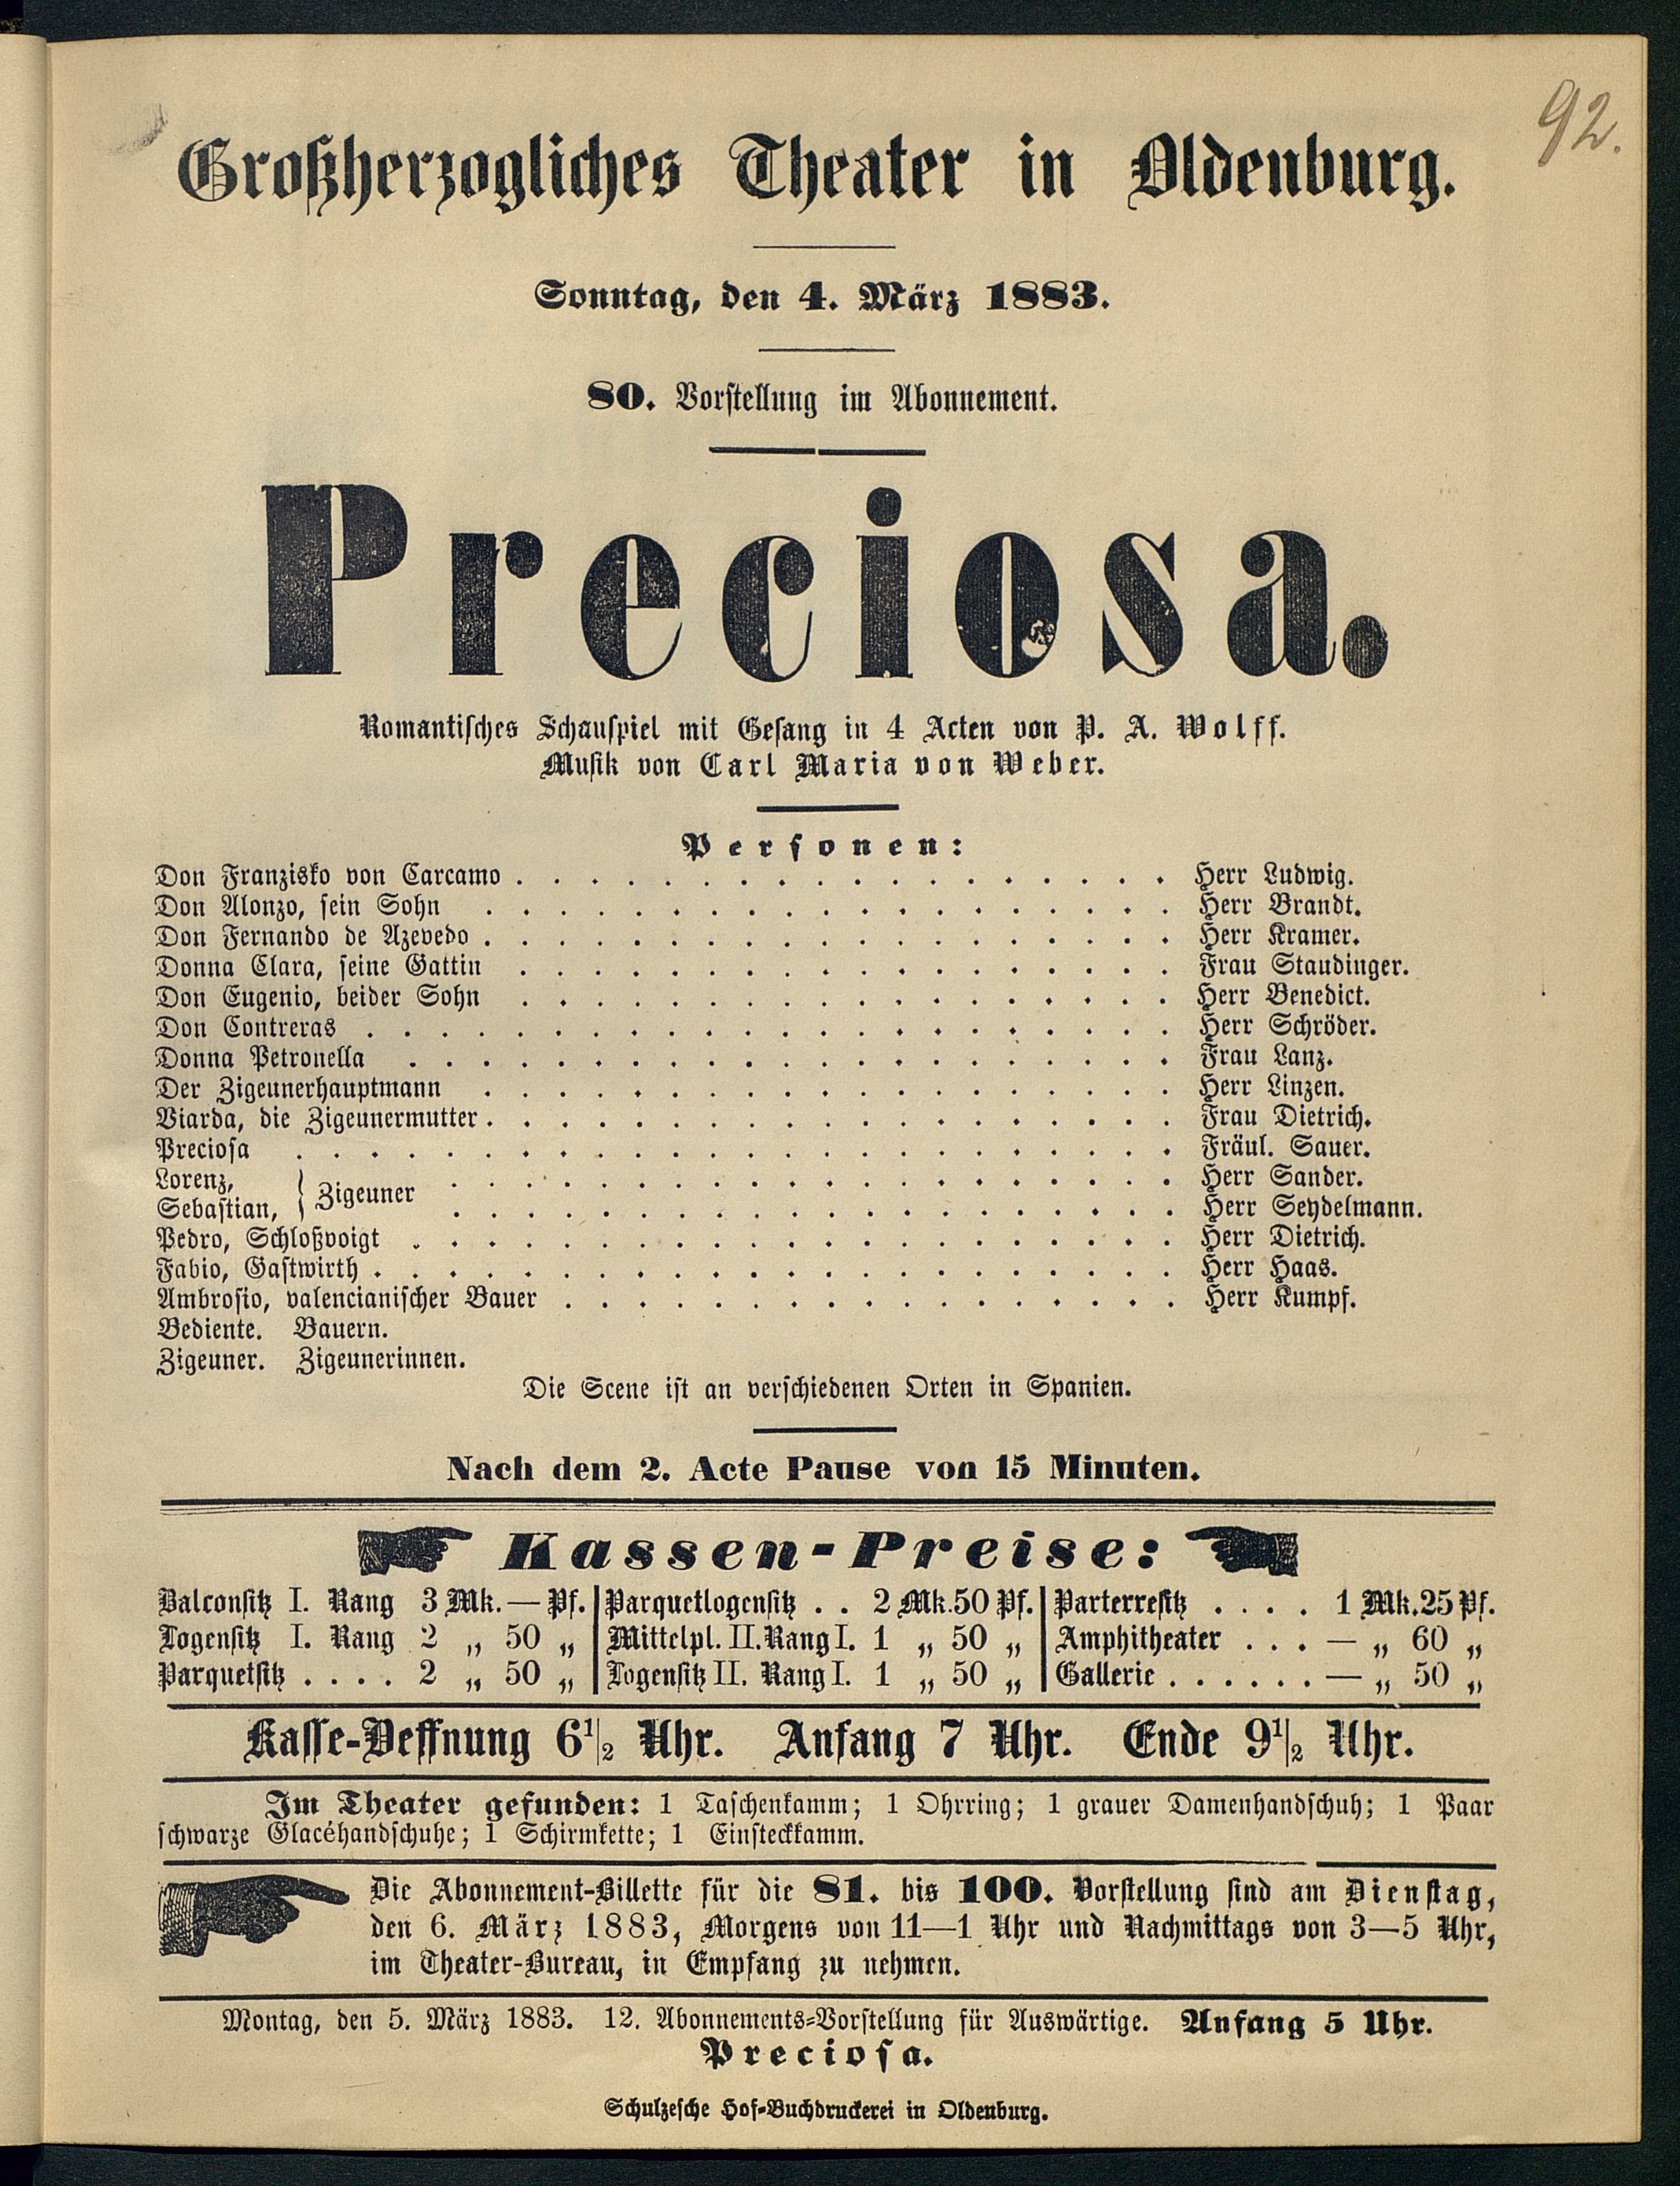 92.
Großherzogliches Theater in Oldenburg.
Sonntag, den 4. März 1883.
80. Vorstellung im Abonnement.
Preciosa.
Romantisches Schauspiel mit Gesang in 4 Acten von P. A. Wolff.
Musik von Carl Maria von Weber.
Personen:
Don Franzisko von Carcamo . . . . . . . . . . . . . . . . . . Herr Ludwig.
Don Alonzo, sein Sohn . . . . . . . . . . . . . . . . . . . Herr Brandt.
Don Fernando de Azevedo . . . . . . . . . . . . . . . . . . . Herr Kramer.
Donna Clara, seine Gattin . . . . . . . . . . . . . . . . . . Frau Staudinger.
Don Eugenio, beider Sohn . . . . . . . . . . . . . . . . . . Herr Benedict.
Don Contreras . . . . . . . . . . . . . . . . . . . . . . Herr Schröder.
Donna Petronella . . . . . . . . . . . . . . . . . . . . . Frau Lanz.
Der Zigeunerhauptmann . . . . . . . . . . . . . . . . . . . Herr Linzen.
Viarda, die Zigeunermutter . . . . . . . . . . . . . . . . . . . Frau Dietrich.
Preciosa . . . . . . . . . . . . . . . . . . . . . . . . Fräul. Sauer.
Lorenz, } Zigeuner . . . . . . . . . . . . . . . . . . . . Herr Sander.
Sebastian, } . . . . . . . . . . . . . . . . . . . . Herr Seydelmann.
Pedro, Schloßvoigt . . . . . . . . . . . . . . . . . . . . . Herr Dietrich.
Fabio, Gastwirth . . . . . . . . . . . . . . . . . . . . . . Herr Haas.
Ambrosio, valencianischer Bauer . . . . . . . . . . . . . . . . . Herr Kumpf.
Bediente. Bauern.
Zigeuner. Zigeunerinnen.
Die Scene ist an verschiedenen Orten in Spanien.
Nach dem 2. Acte Pause von 15 Minuten.
Kassen-Preise:
Balconsitz I. Rang 3 Mk. — Pf. | Parquetlogensitz . . 2 Mk. 50 Pf. | Parterresitz . . . . 1 Mk. 25 Pf.
Logensitz I. Rang 2 „ 50 „ | Mittelpl. II. Rang I. 1 „ 50 „ | Amphitheater . . . — „ 60 „
Parquetsitz . . . . 2 „ 50 „ | Logensitz II. Rang I. 1 „ 50 „ | Gallerie . . . . . . — „ 50 „
Kasse-Oeffnung 6½ Uhr. Anfang 7 Uhr. Ende 9½ Uhr.
Im Theater gefunden: 1 Taschenkamm; 1 Ohrring; 1 grauer Damenhandschuh; 1 Paar
schwarze Glacéhandschuhe; 1 Schirmkette; 1 Einsteckkamm.
Die Abonnement-Billette für die 81. bis 100. Vorstellung sind am Dienstag,
den 6. März 1883, Morgens von 11—1 Uhr und Nachmittags von 3—5 Uhr,
im Theater-Bureau, in Empfang zu nehmen.
Montag, den 5. März 1883. 12. Abonnements-Vorstellung für Auswärtige. Anfang 5 Uhr.
Preciosa.
Schulzesche Hof-Buchdruckerei in Oldenburg.